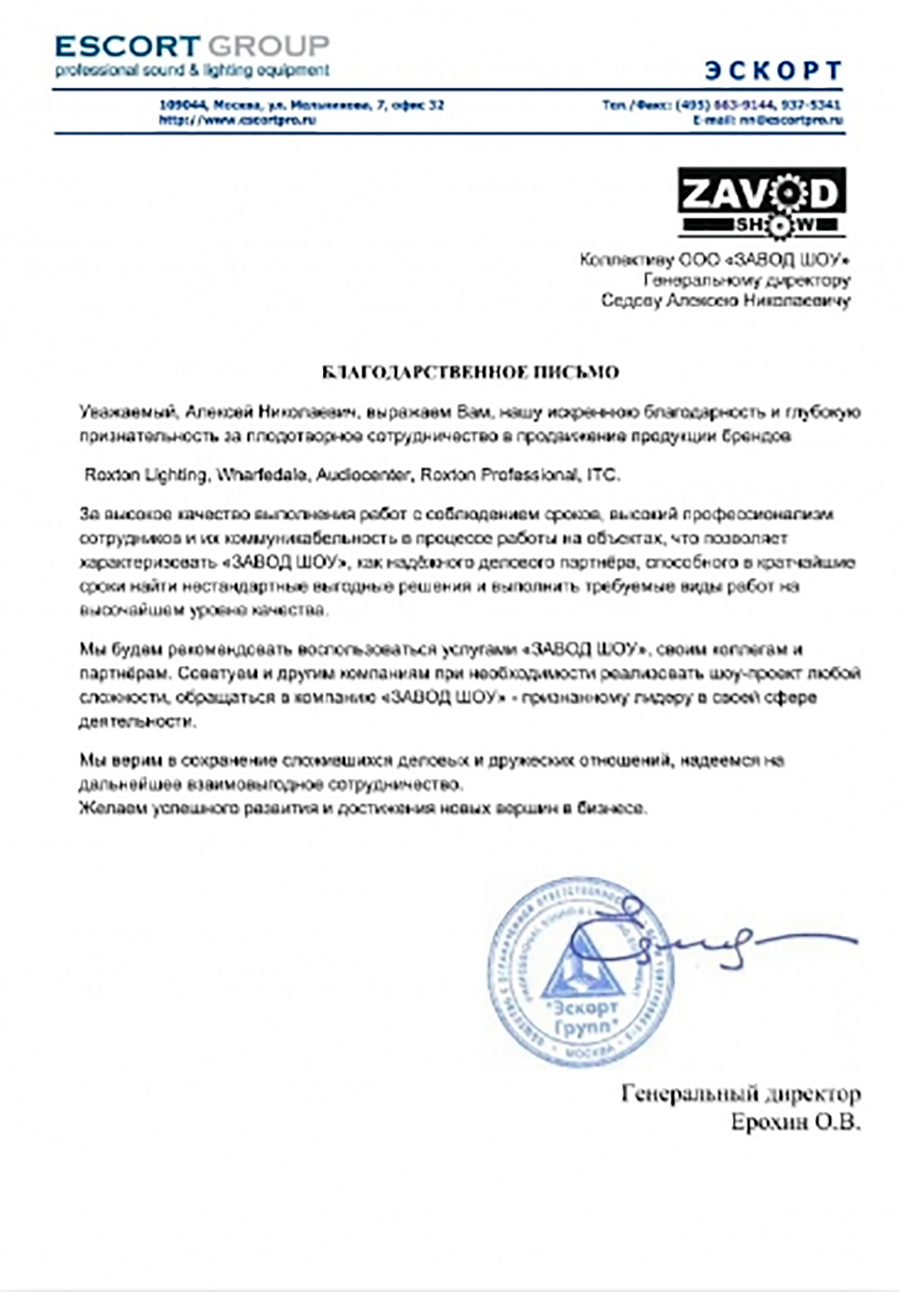 ESCORT GROUP
professional sound & lighting equipment
ЭСКОРТ
109044, Москва, ул. Мельникова, 7, офис 32
http://www.escortpro.ru
Тел/Факс: (495) 663-9144, 937-5341
E-mail: nn@escortpro.ru
ZAVOD
SHOW
Коллективу ООО «ЗАВОД ШОУ»
Генеральному директору
Седову Алексею Николаевичу
БЛАГОДАРСТВЕННОЕ ПИСЬМО
Уважаемый, Алексей Николаевич, выражаем Вам, нашу искреннюю благодарность и глубокую
признательность за плодотворное сотрудничество в продвижение продукции брендов
Roxton Lighting, Wharfedale, Audiocenter, Roxton Professional, ITC.
За высокое качество выполнения работ с соблюдением сроков, высокий профессионализм
сотрудников и их коммуникабельность в процессе работы на объектах, что позволяет
характеризовать «ЗАВОД ШОУ», как надёжного делового партнёра, способного в кратчайшие
сроки найти нестандартные выгодные решения и выполнить требуемые виды работ на
высочайшем уровне качества.
Мы будем рекомендовать воспользоваться услугами «ЗАВОД ШОУ», своим коллегам и
партнёрам. Советуем и другим компаниям при необходимости реализовать шоу-проект любой
сложности, обращаться в компанию «ЗАВОД ШОУ» - признанному лидеру в своей сфере
деятельности.
Мы верим в сохранение сложившихся деловых и дружеских отношений, надеемся на
дальнейшее взаимовыгодное сотрудничество.
Желаем успешного развития и достижения новых вершин в бизнесе.
ОБЩЕСТВО С ОГРАНИЧЕННОЙ ОТВЕТСТВЕННОСТЬЮ
PROFESSIONAL SOUND & LIGHTING EQUIPMENT
"Эскорт
Групп"
МОСКВА
Генеральный директор
Ерохин О.В.